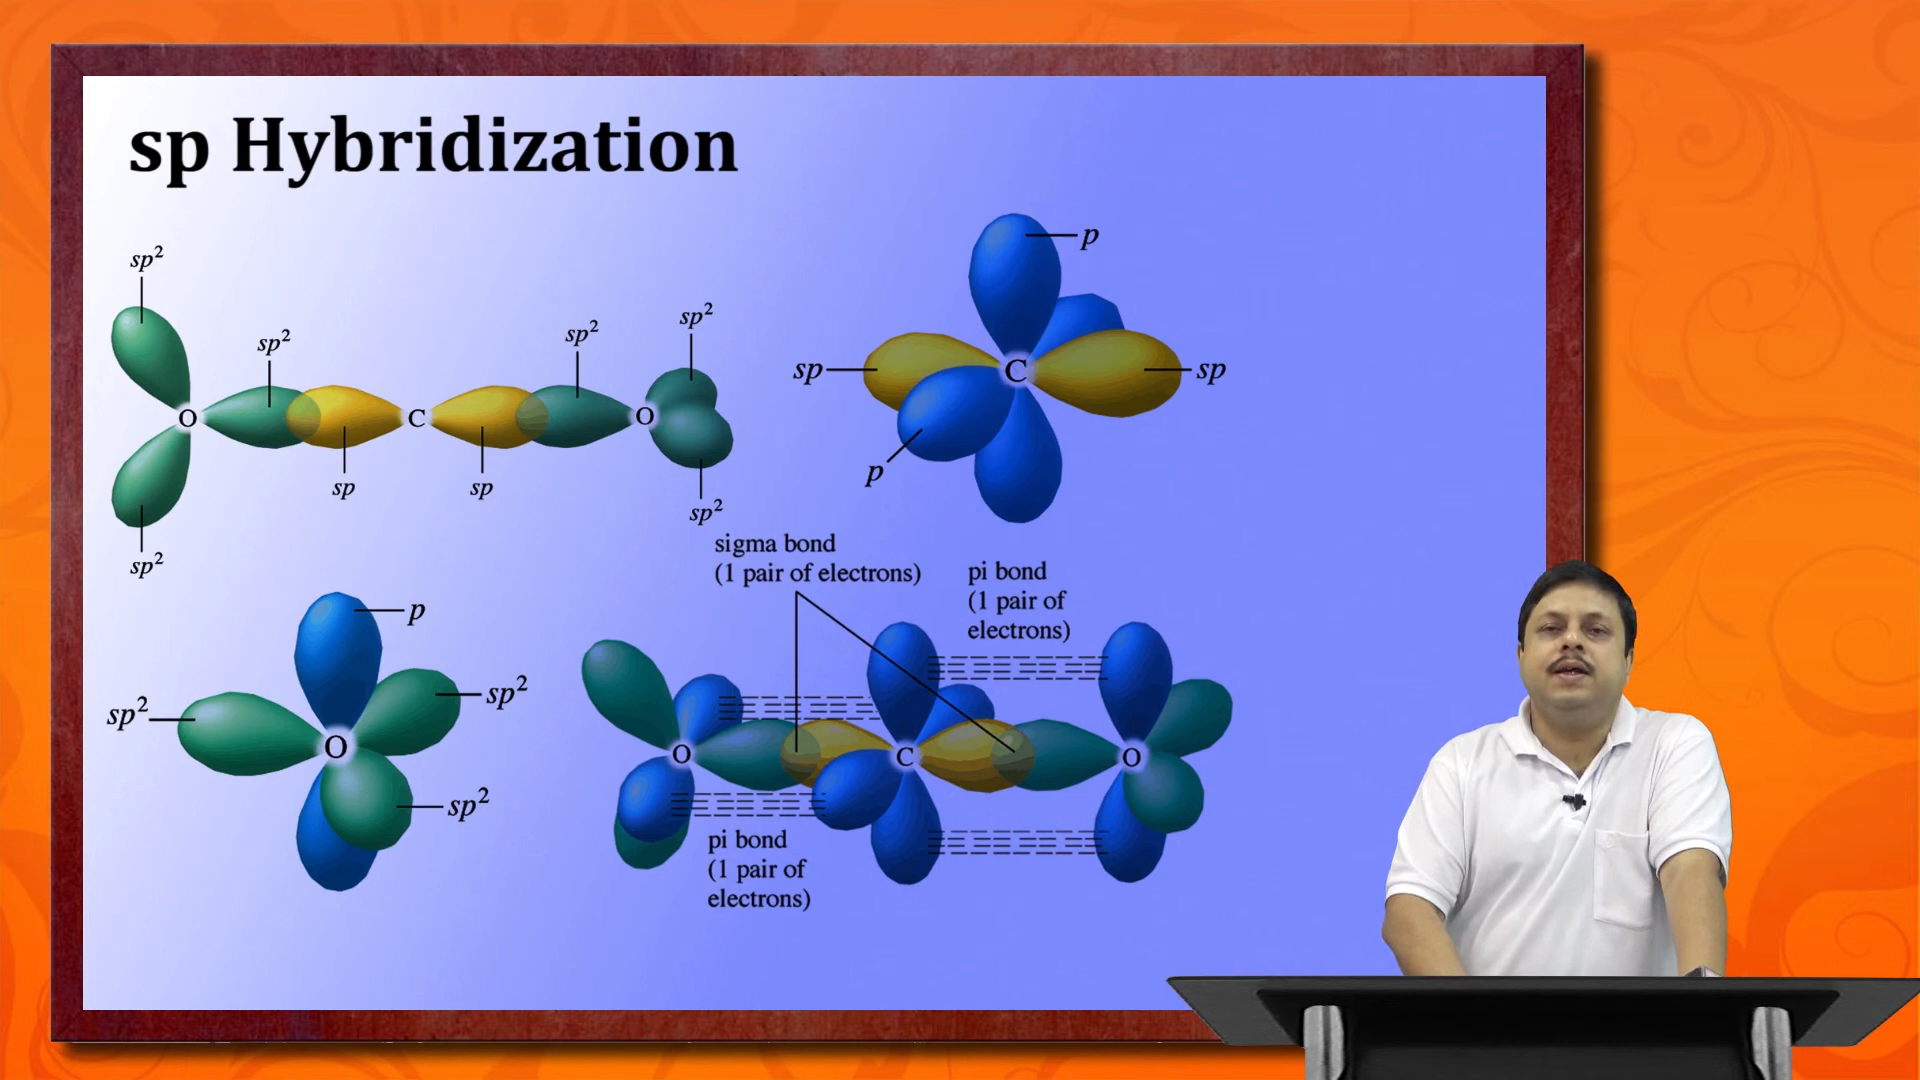 sp Hybridization
sp²
sp²
sp²
sp²
O
C
O
sp
sp
sp²
sp²
p
sp
C
sp
p
sigma bond
(1 pair of electrons)
pi bond
(1 pair of
electrons)
p
sp²
sp²
O
sp²
O
C
O
pi bond
(1 pair of
electrons)